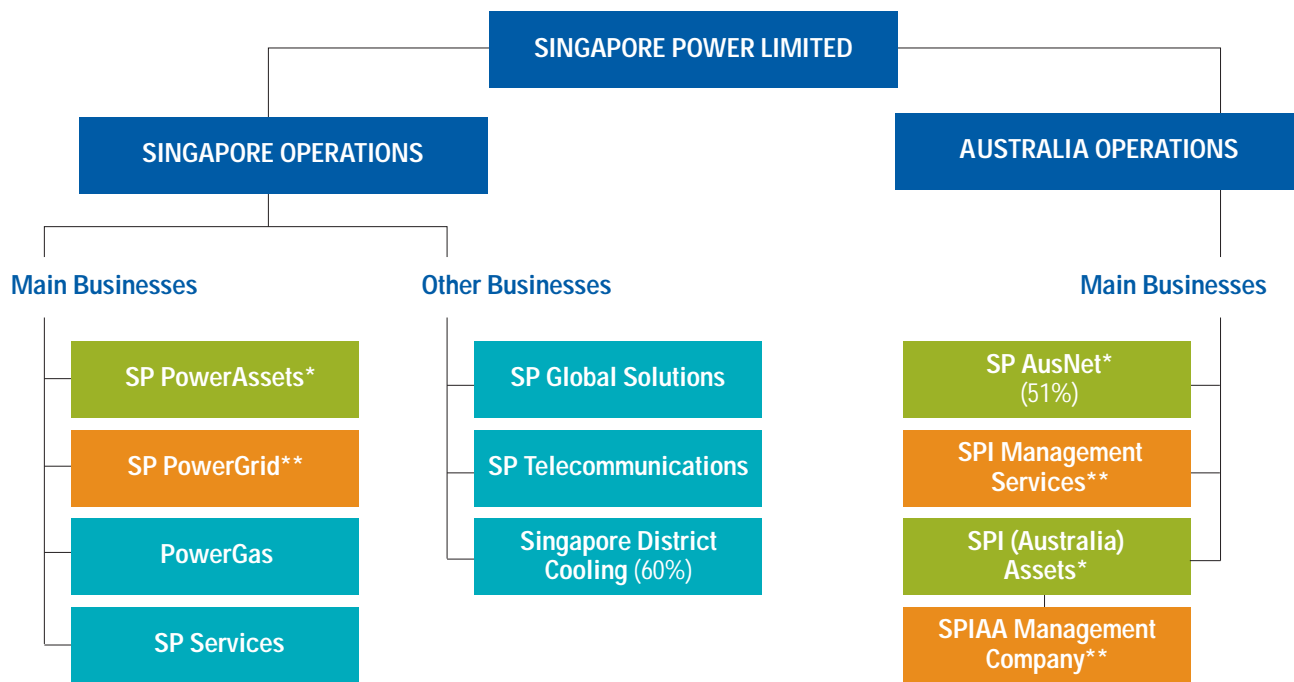 SINGAPORE POWER LIMITED
SINGAPORE OPERATIONS
AUSTRALIA OPERATIONS
Main Businesses
Other Businesses
Main Businesses
SP PowerAssets*
SP PowerGrid**
PowerGas
SP Services
SP Global Solutions
SP Telecommunications
Singapore District
Cooling (60%)
SP AusNet*
(51%)
SPI Management
Services**
SPI (Australia)
Assets*
SPIAA Management
Company**